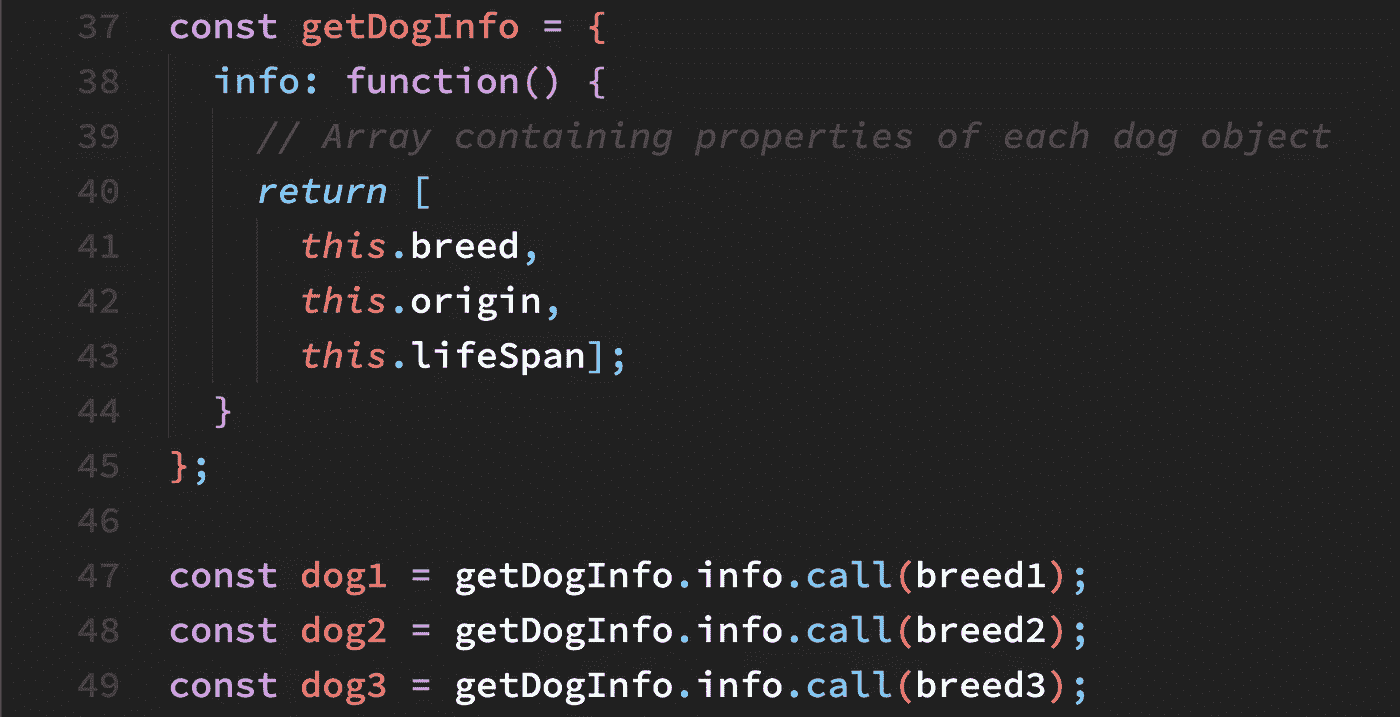 37 const getDogInfo = {
38   info: function() {
39     // Array containing properties of each dog object
40     return [
41       this.breed,
42       this.origin,
43       this.lifeSpan];
44   }
45 };
46
47 const dog1 = getDogInfo.info.call(breed1);
48 const dog2 = getDogInfo.info.call(breed2);
49 const dog3 = getDogInfo.info.call(breed3);